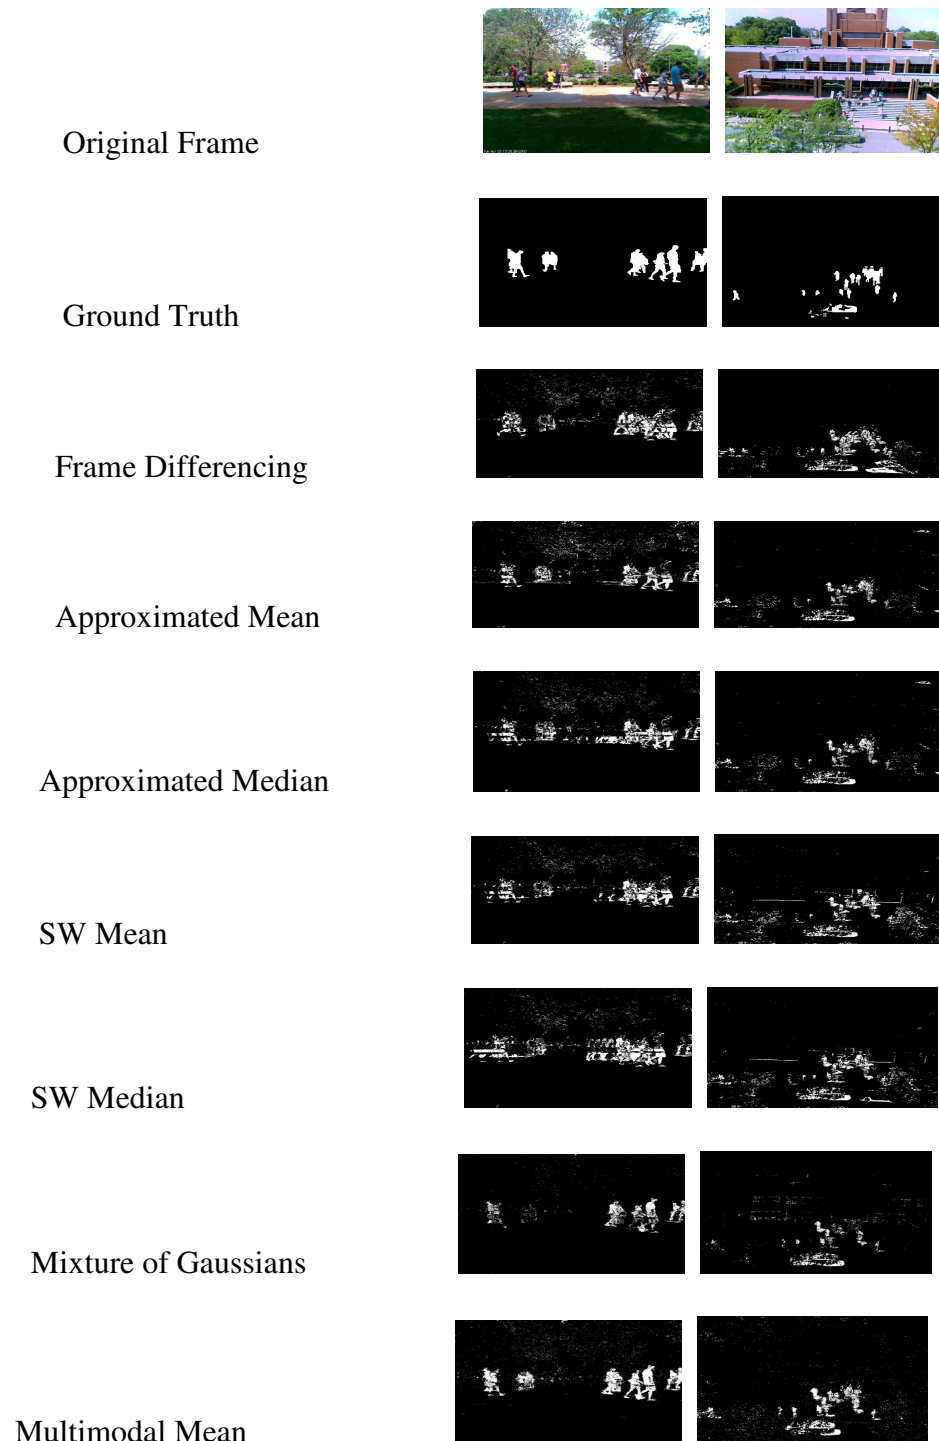 Original Frame
Ground Truth
Frame Differencing
Approximated Mean
Approximated Median
SW Mean
SW Median
Mixture of Gaussians
Multimodal Mean